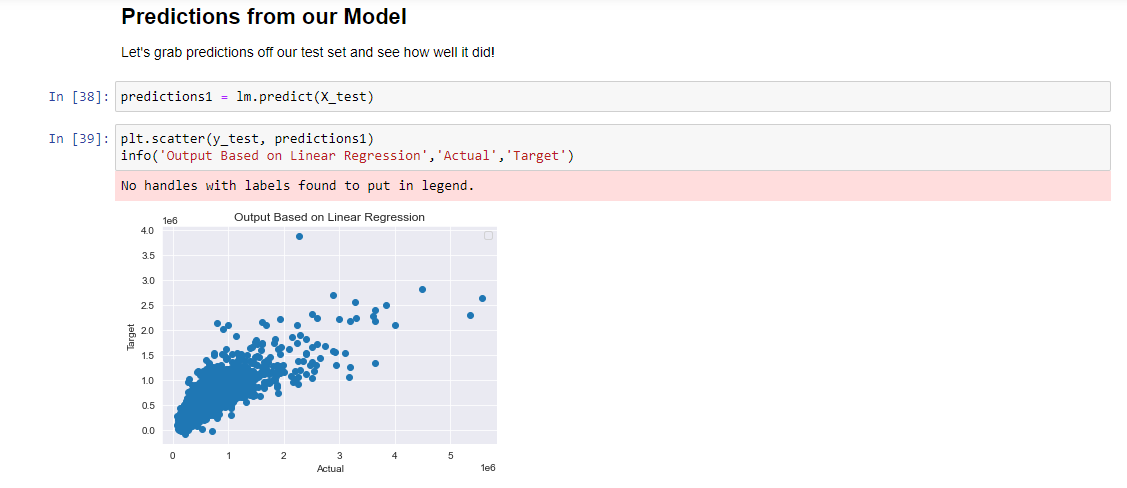 Predictions from our Model
Let's grab predictions off our test set and see how well it did!
In [38]: predictions1 = lm.predict(X_test)
In [39]: plt.scatter(y_test, predictions1)
info('Output Based on Linear Regression','Actual','Target')
No handles with labels found to put in legend.
1e6
Output Based on Linear Regression
4.0
3.5
3.0
2.5
2.0
1.5
1.0
0.5
0.0
Target
0 1 2 3 4 5
Actual
1e6